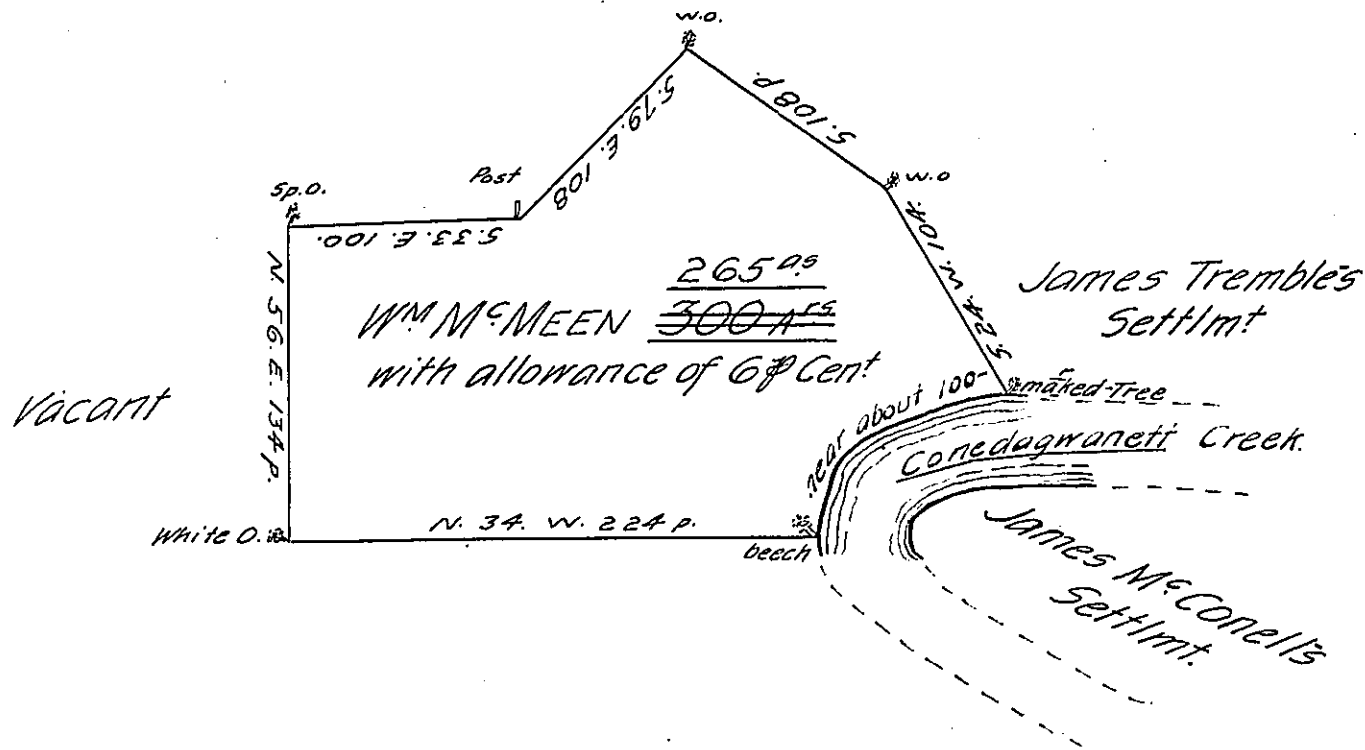 W.O.
S. 108 p.
S. 79. E. 108
Post
Sp.O.
W.O
S. 33. E. 100.
S. 24. W. 104.
N. 56. E. 134 p.
265 as
Wm McMEEN 300 Ars
with allowance of 6 p Cent
James Tremble's
Settlmt
Vacant
maked-Tree
r
near about 100-
Conedagwanett Creek.
White O.
N. 34. W. 224 p.
beech
James McConell's
Settlmt.